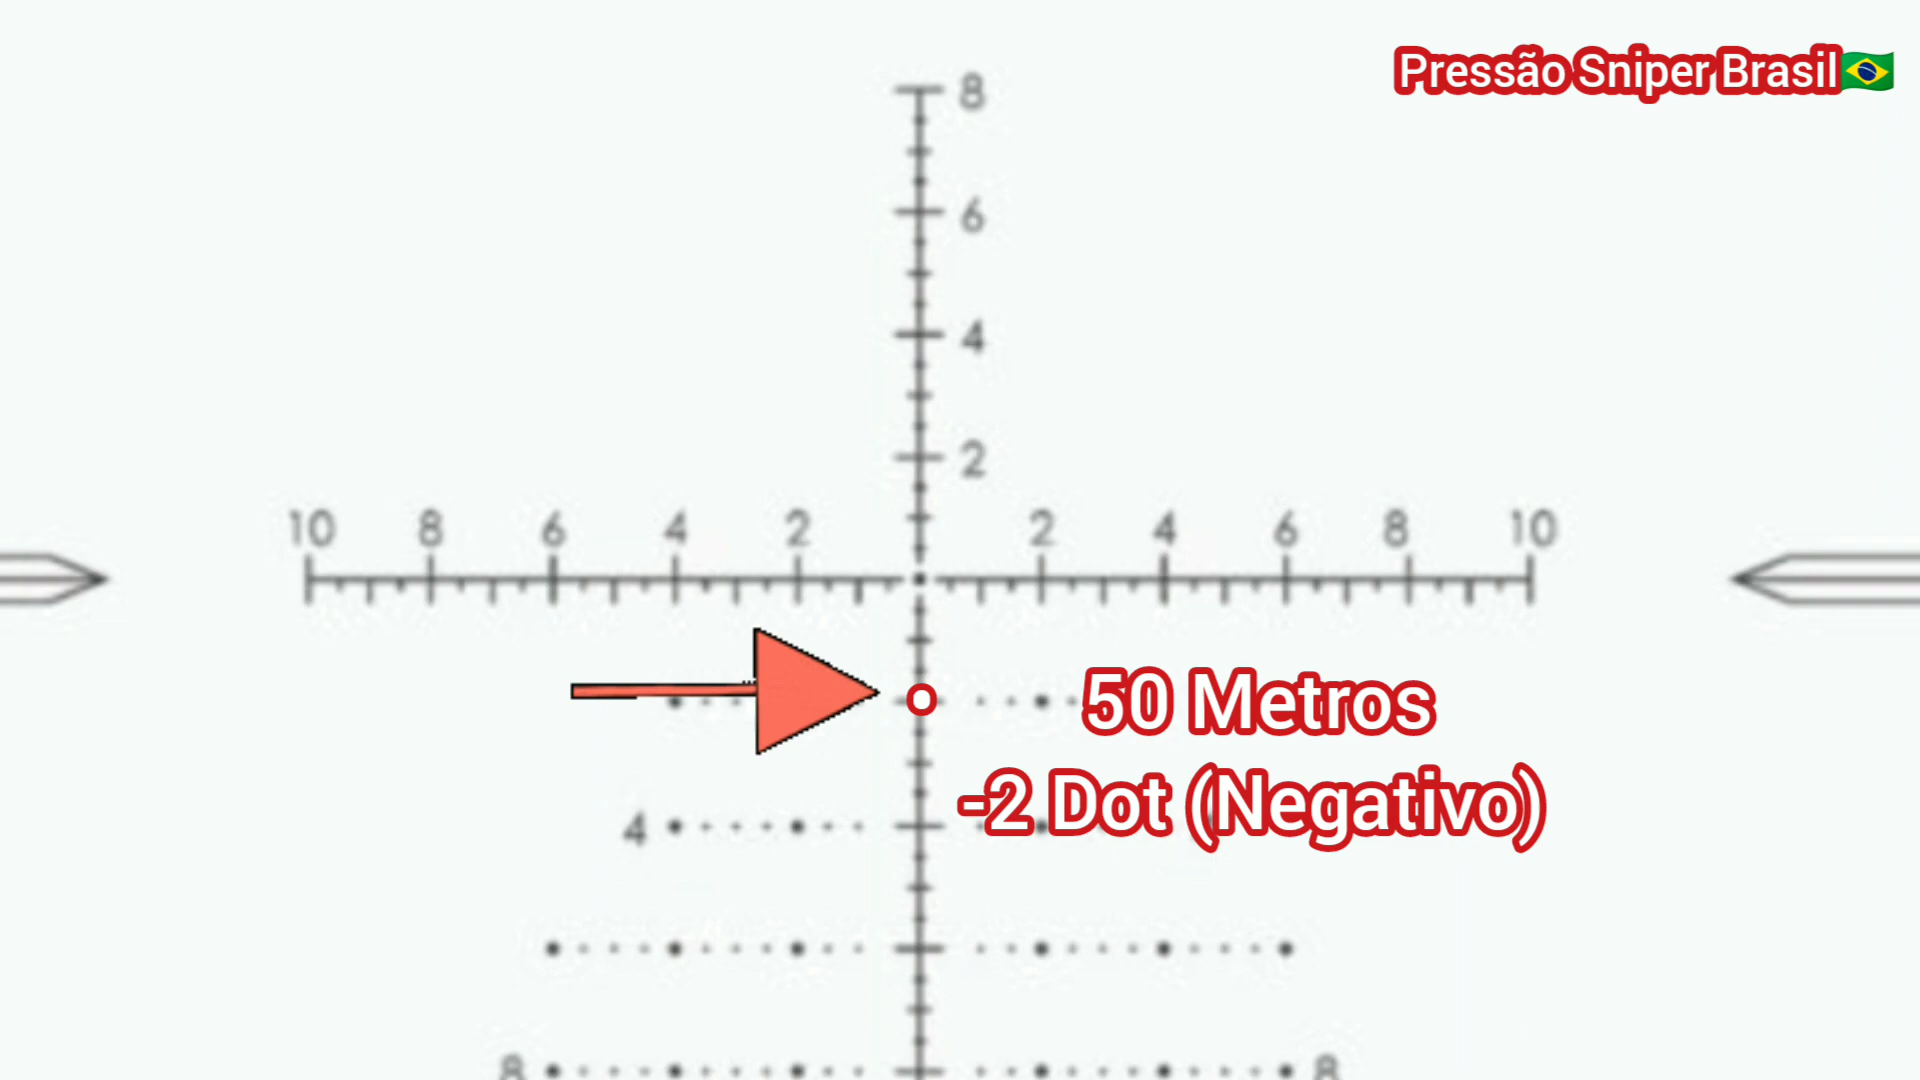 Pressão Sniper Brasil🇧🇷
8
6
4
2
10 8 6 4 2 2 4 6 8 10
50 Metros
-2 Dot (Negativo)
4
8 8